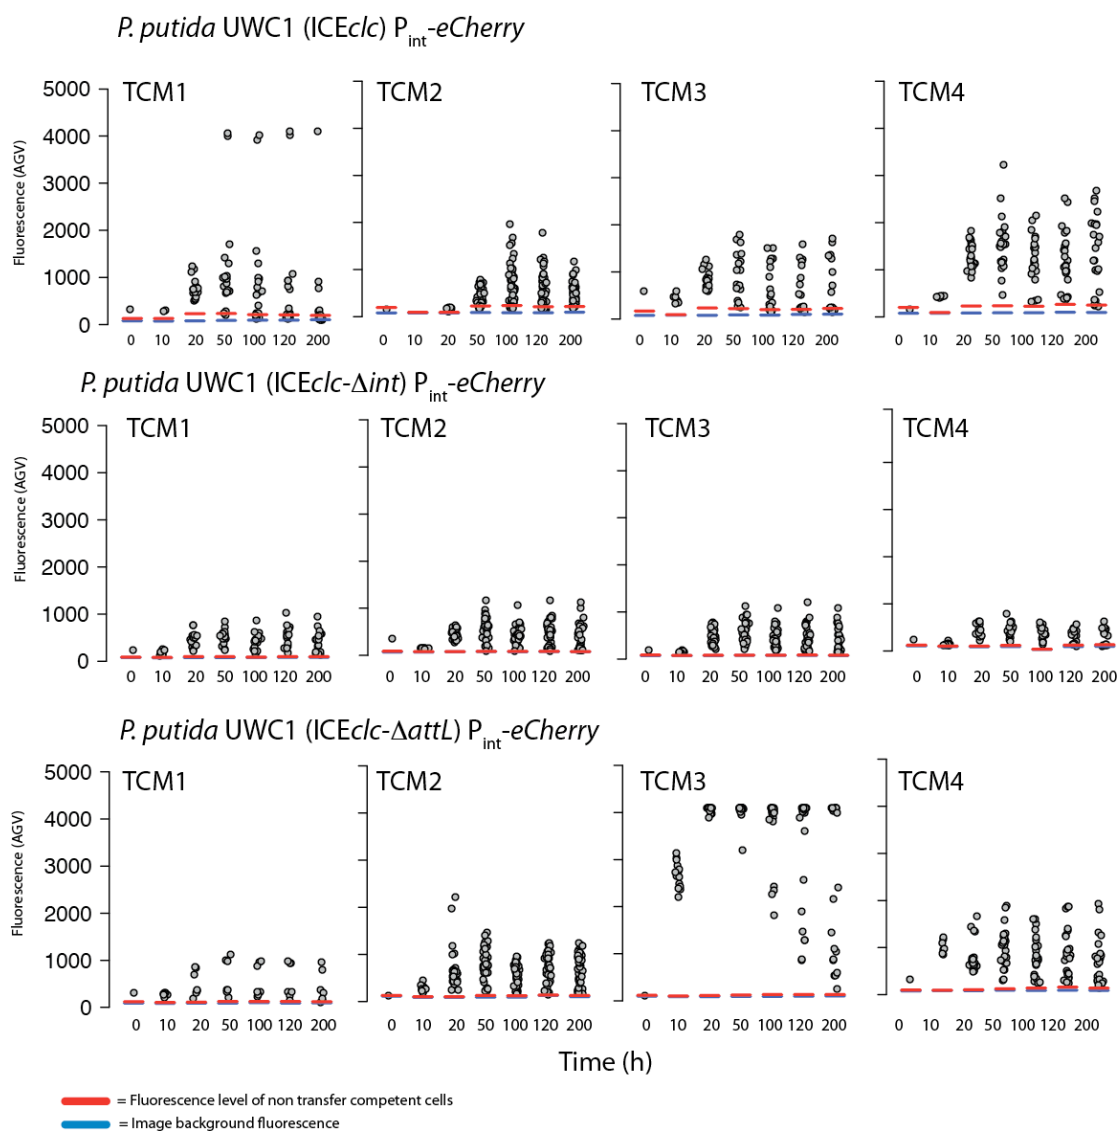 P. putida UWC1 (ICEclc) Pint-eCherry
TCM1 TCM2 TCM3 TCM4
Fluorescence (AGV)
5000
4000
3000
2000
1000
0
0 10 20 50 100 120 200 0 10 20 50 100 120 200 0 10 20 50 100 120 200 0 10 20 50 100 120 200
P. putida UWC1 (ICEclc-Δint) Pint-eCherry
TCM1 TCM2 TCM3 TCM4
Fluorescence (AGV)
5000
4000
3000
2000
1000
0
0 10 20 50 100 120 200 0 10 20 50 100 120 200 0 10 20 50 100 120 200 0 10 20 50 100 120 200
P. putida UWC1 (ICEclc-ΔattL) Pint-eCherry
TCM1 TCM2 TCM3 TCM4
Fluorescence (AGV)
5000
4000
3000
2000
1000
0
0 10 20 50 100 120 200 0 10 20 50 100 120 200 0 10 20 50 100 120 200 0 10 20 50 100 120 200
Time (h)
= Fluorescence level of non transfer competent cells
= Image background fluorescence